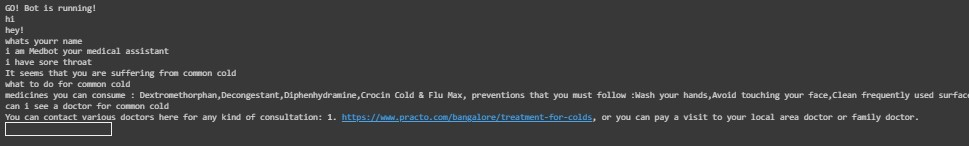 GO! Bot is running!
hi
hey!
whats yourr name
i am Medbot your medical assistant
i have sore throat
It seems that you are suffering from common cold
what to do for common cold
medicines you can consume : Dextromethorphan,Decongestant,Diphenhydramine,Crocin Cold & Flu Max, preventions that you must follow :Wash your hands,Avoid touching your face,Clean frequently used
can i see a doctor for common cold
You can contact various doctors here for any kind of consultation: 1. https://www.practo.com/bangalore/treatment-for-colds, or you can pay a visit to your local area doctor or family doctor.